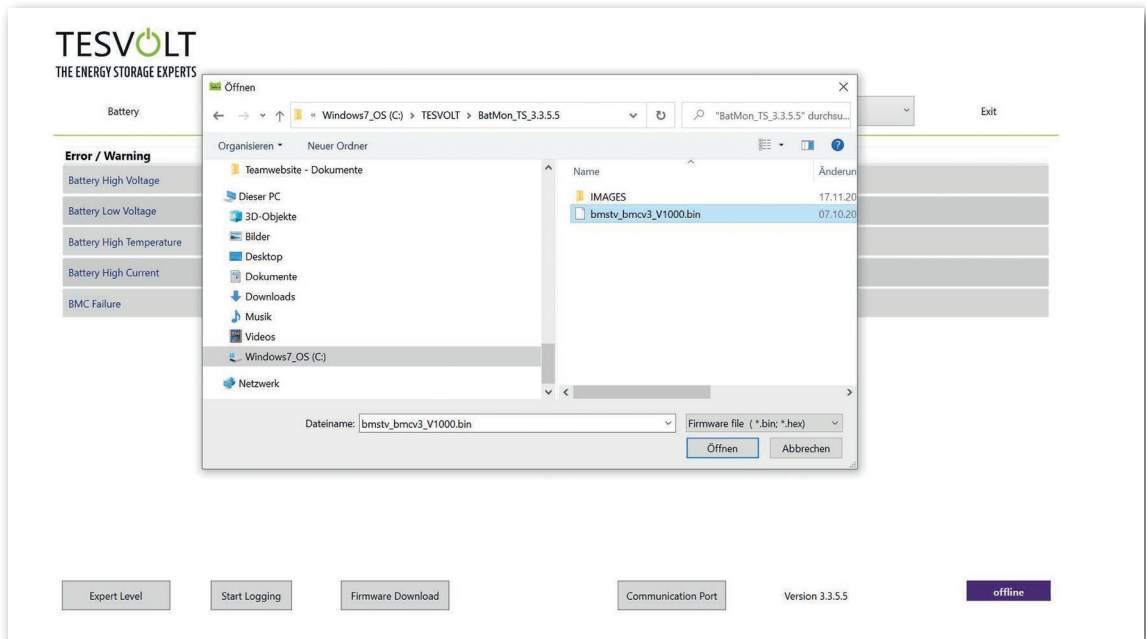 TESVOLT
THE ENERGY STORAGE EXPERTS
Öffnen
Battery
« Windows7_OS (C:) > TESVOLT > BatMon_TS_3.3.5.5
"BatMon_TS_3.3.5.5" durchsu...
Exit
Organisieren
Neuer Ordner
Error / Warning
Teamwebsite - Dokumente
Name
Änderun
Battery High Voltage
Dieser PC
IMAGES
17.11.20
Battery Low Voltage
3D-Objekte
bmstv_bmcv3_V1000.bin
07.10.20
Bilder
Battery High Temperature
Desktop
Battery High Current
Dokumente
Downloads
BMC Failure
Musik
Videos
Windows7_OS (C:)
Netzwerk
Dateiname: bmstv_bmcv3_V1000.bin
Firmware file ( *.bin; *.hex)
Öffnen
Abbrechen
Expert Level
Start Logging
Firmware Download
Communication Port
Version 3.3.5.5
offline